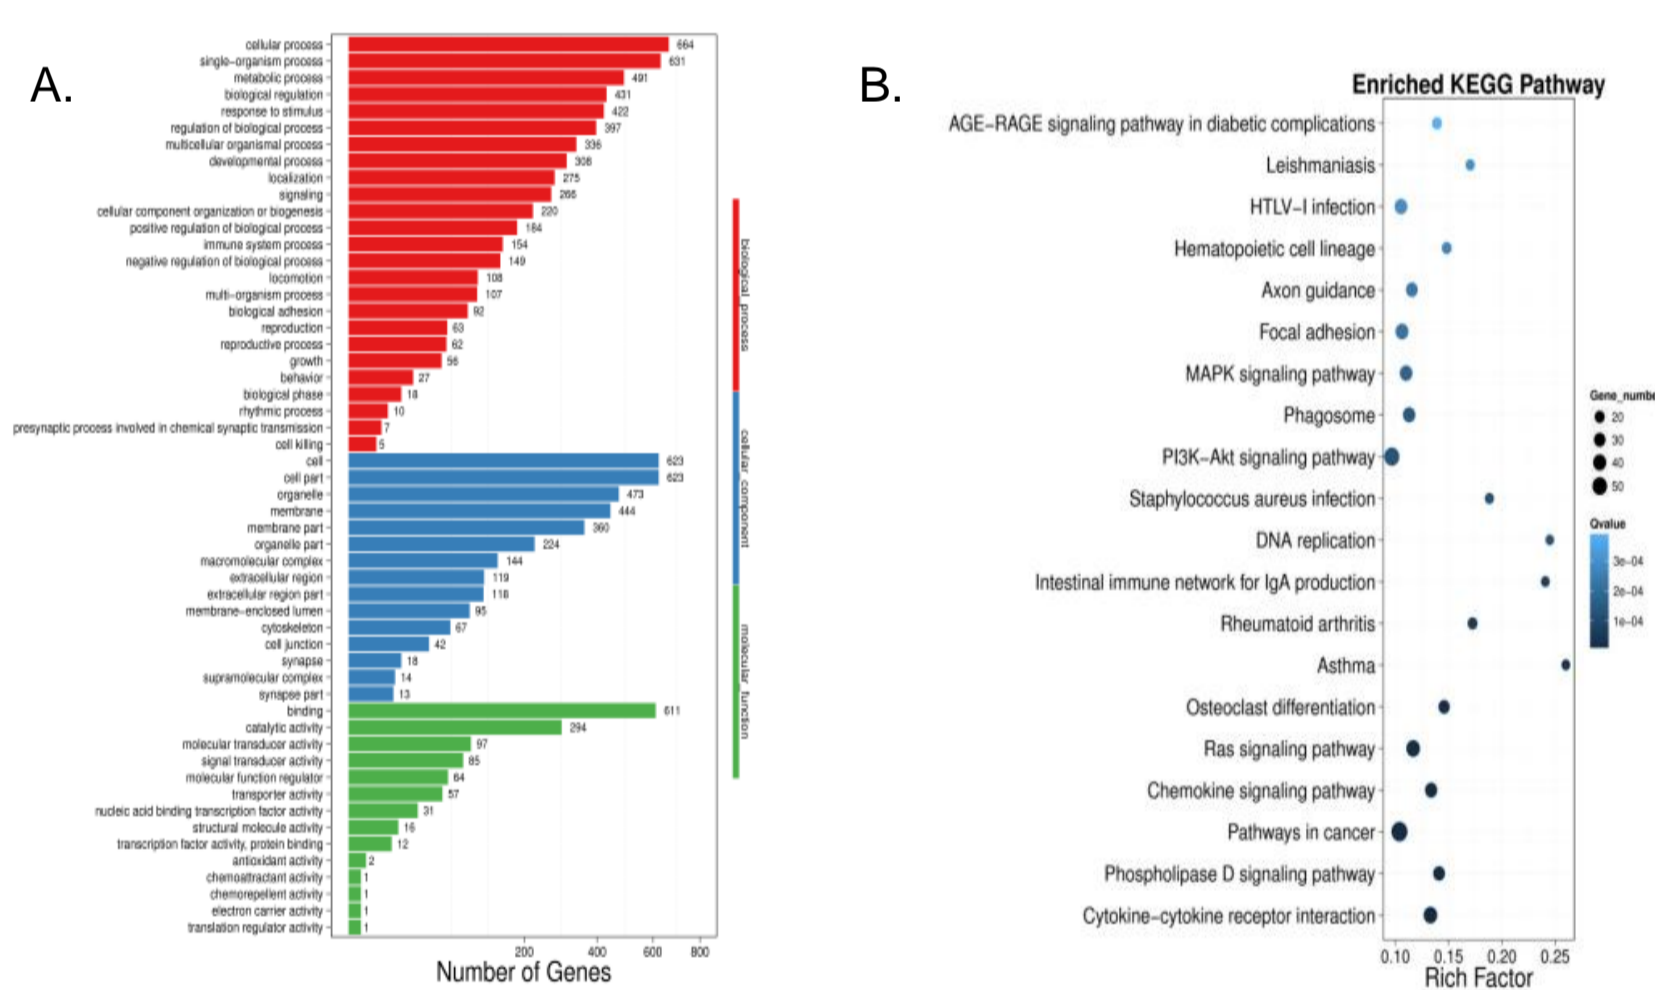 A.
cellular process 664
single-organism process 631
metabolic process 491
biological regulation 431
response to stimulus 422
regulation of biological process 397
multicellular organismal process 336
developmental process 308
localization 275
signaling 266
cellular component organization or biogenesis 220
positive regulation of biological process 184
immune system process 154
negative regulation of biological process 149
locomotion 108
multi-organism process 107
biological adhesion 92
reproduction 63
reproductive process 62
growth 56
behavior 27
biological phase 18
rhythmic process 10
presynaptic process involved in chemical synaptic transmission 7
cell killing 5
cell 623
cell part 623
organelle 473
membrane 444
membrane part 360
organelle part 224
macromolecular complex 144
extracellular region 119
extracellular region part 118
membrane-enclosed lumen 95
cytoskeleton 67
cell junction 42
synapse 18
supramolecular complex 14
synapse part 13
binding 611
catalytic activity 294
molecular transducer activity 97
signal transducer activity 85
molecular function regulator 64
transporter activity 57
nucleic acid binding transcription factor activity 31
structural molecule activity 16
transcription factor activity, protein binding 12
antioxidant activity 2
chemoattractant activity 1
chemorepellent activity 1
electron carrier activity 1
translation regulator activity 1
200 400 600 800
Number of Genes
biological process
cellular component
molecular function
B.
Enriched KEGG Pathway
AGE-RAGE signaling pathway in diabetic complications
Leishmaniasis
HTLV-I infection
Hematopoietic cell lineage
Axon guidance
Focal adhesion
MAPK signaling pathway
Phagosome
PI3K-Akt signaling pathway
Staphylococcus aureus infection
DNA replication
Intestinal immune network for IgA production
Rheumatoid arthritis
Asthma
Osteoclast differentiation
Ras signaling pathway
Chemokine signaling pathway
Pathways in cancer
Phospholipase D signaling pathway
Cytokine-cytokine receptor interaction
0.10 0.15 0.20 0.25
Rich Factor
Gene_numbe
20
30
40
50
Qvalue
3e-04
2e-04
1e-04